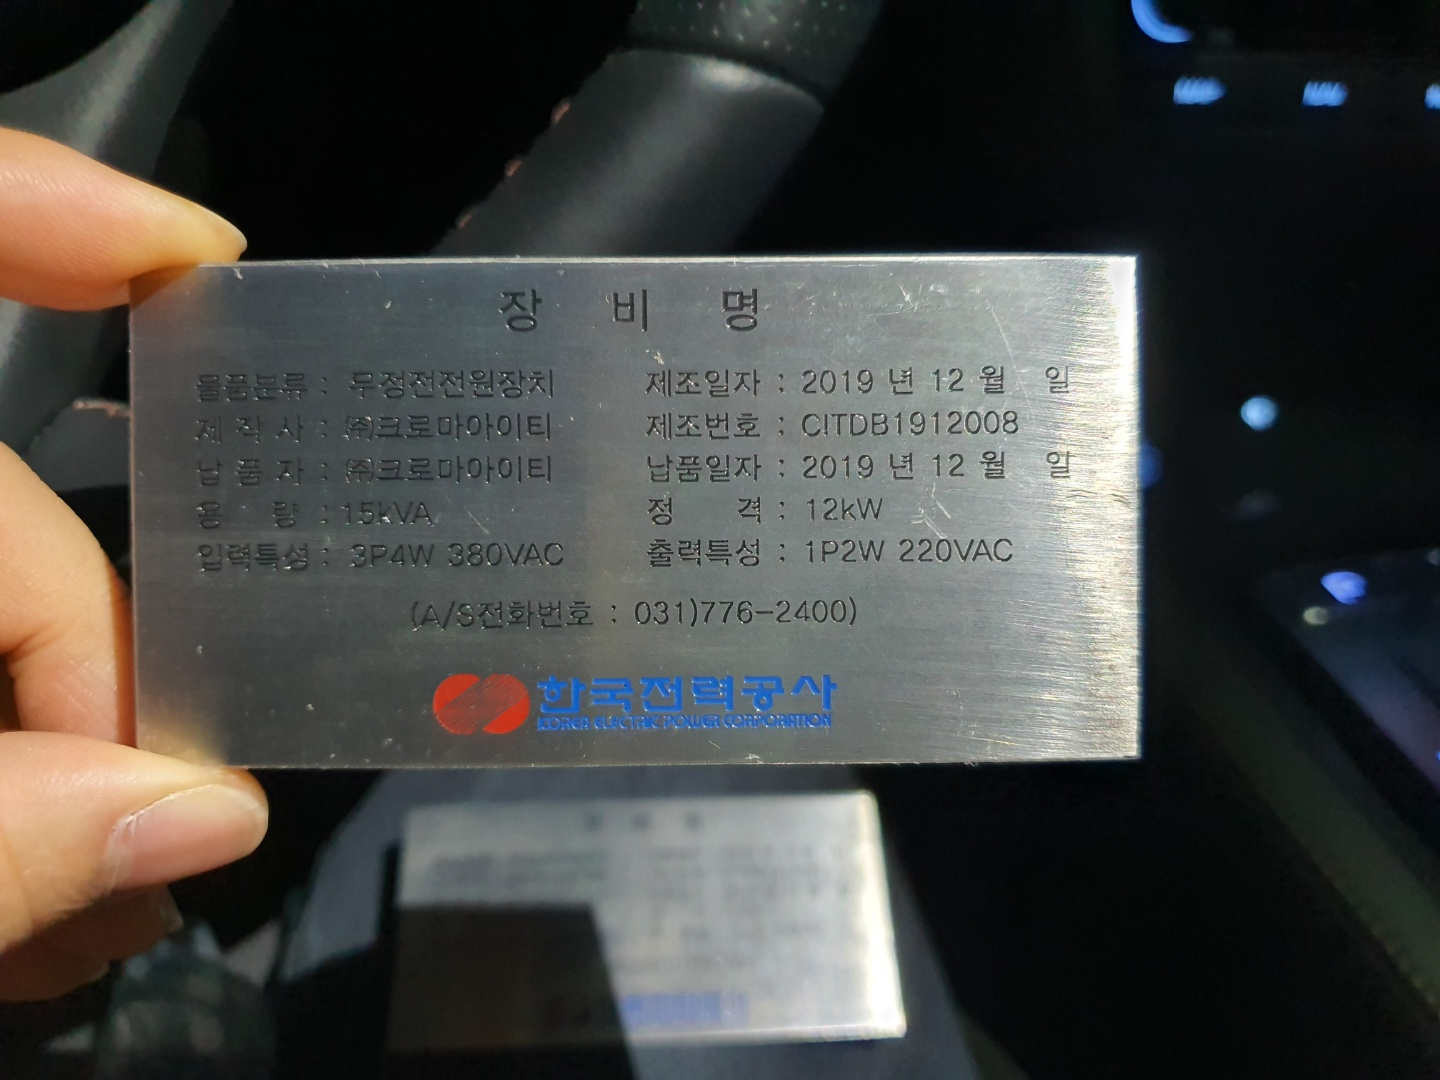 장 비 명
물품분류 : 무정전전원장치 제조일자 : 2019 년 12 월 일
제 작 사 : ㈜크로마아이티 제조번호 : CITDB1912008
납 품 자 : ㈜크로마아이티 납품일자 : 2019 년 12 월 일
용 량 : 15kVA 정 격 : 12kW
입력특성 : 3P4W 380VAC 출력특성 : 1P2W 220VAC
(A/S전화번호 : 031)776-2400)
한국전력공사
KOREA ELECTRIC POWER CORPORATION